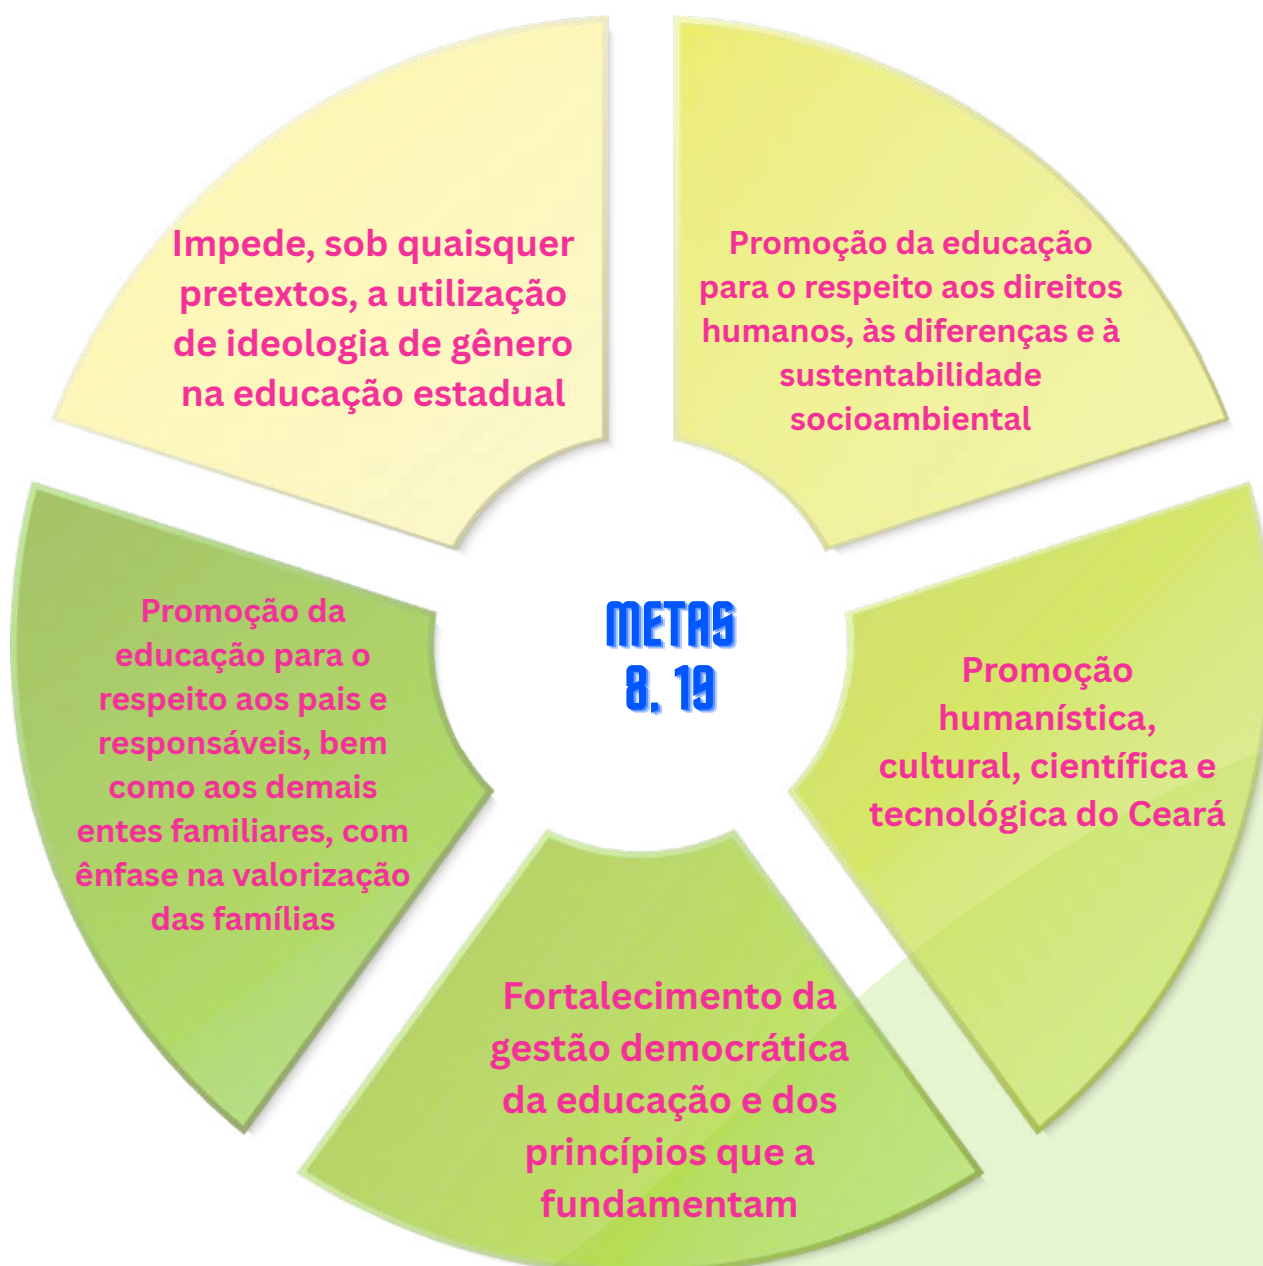 Impede, sob quaisquer
pretextos, a utilização
de ideologia de gênero
na educação estadual
Promoção da educação
para o respeito aos direitos
humanos, às diferenças e à
sustentabilidade
socioambiental
Promoção da
educação para o
respeito aos pais e
responsáveis, bem
como aos demais
entes familiares, com
ênfase na valorização
das famílias
METAS
8, 19
Promoção
humanística,
cultural, científica e
tecnológica do Ceará
Fortalecimento da
gestão democrática
da educação e dos
princípios que a
fundamentam